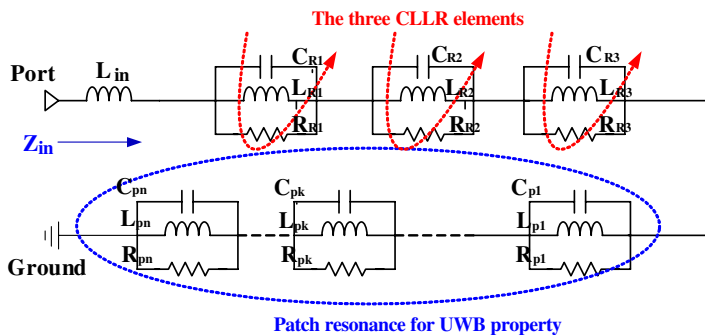 The three CLLR elements
Port
L in
C R1
L R1
R R1
C R2
L R2
R R2
C R3
L R3
R R3
Z in
C pn
L pn
R pn
C pk
L pk
R pk
C p1
L p1
R p1
Ground
Patch resonance for UWB property